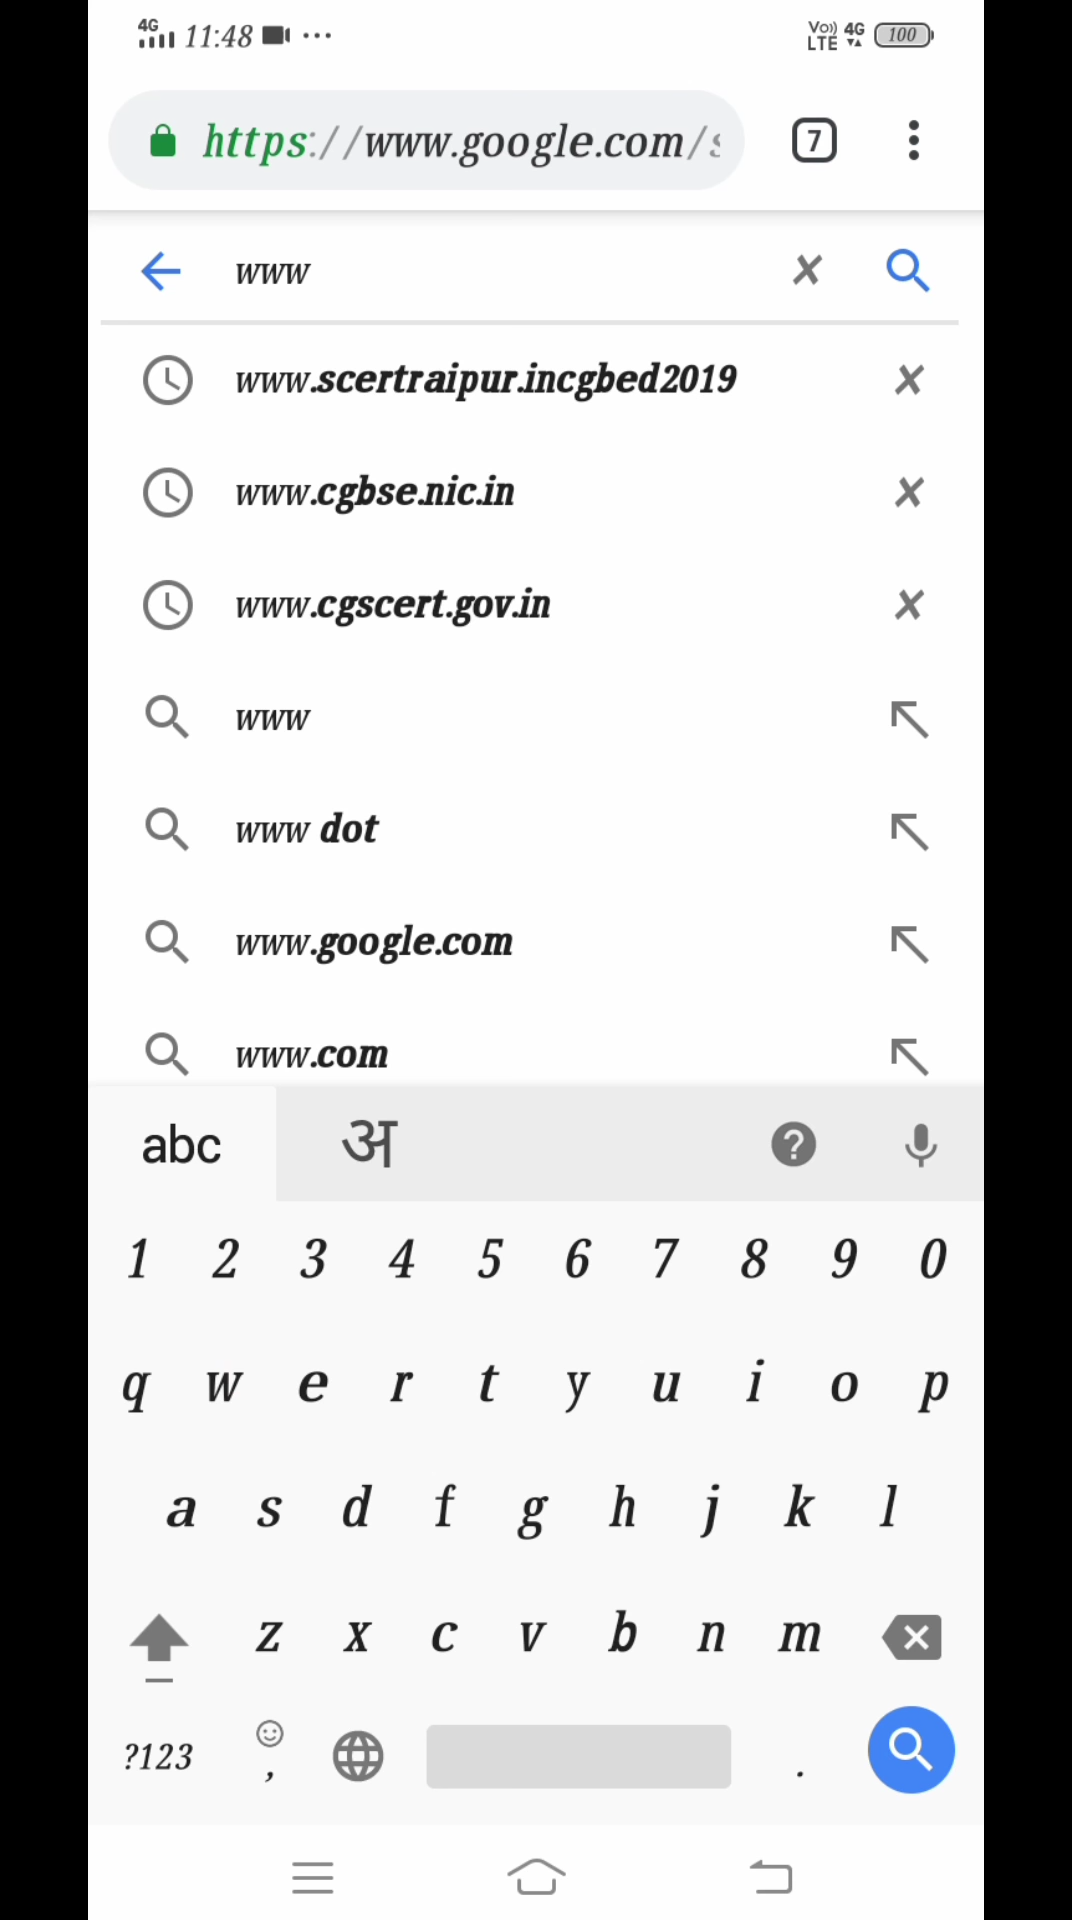 4G 11:48 ... Vo)) LTE 4G 100
https://www.google.com/s 7
www
www.scertraipur.incgbed2019
www.cgbse.nic.in
www.cgscert.gov.in
www
www dot
www.google.com
www.com
abc अ ?
1 2 3 4 5 6 7 8 9 0
q w e r t y u i o p
a s d f g h j k l
z x c v b n m
?123 , .